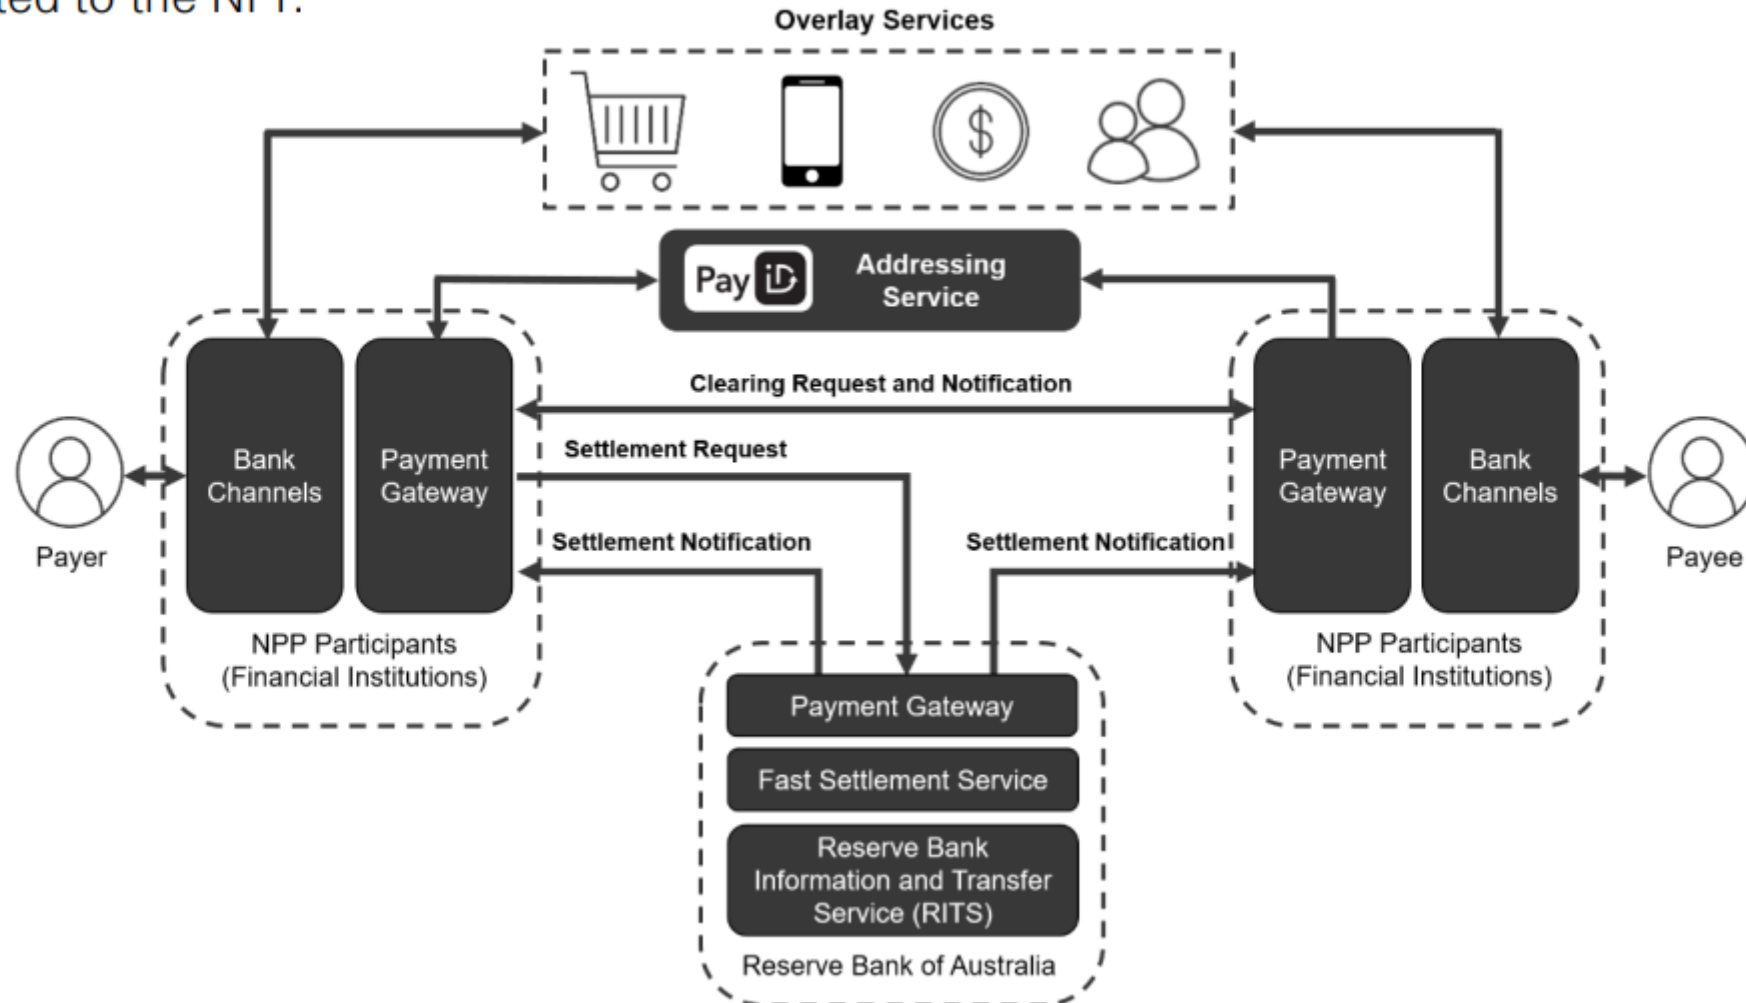 Overlay Services
Pay iD
Addressing
Service
Clearing Request and Notification
Settlement Request
Bank
Channels
Payment
Gateway
Payment
Gateway
Bank
Channels
Settlement Notification
Settlement Notification
Payer
Payee
NPP Participants
(Financial Institutions)
NPP Participants
(Financial Institutions)
Payment Gateway
Fast Settlement Service
Reserve Bank
Information and Transfer
Service (RITS)
Reserve Bank of Australia